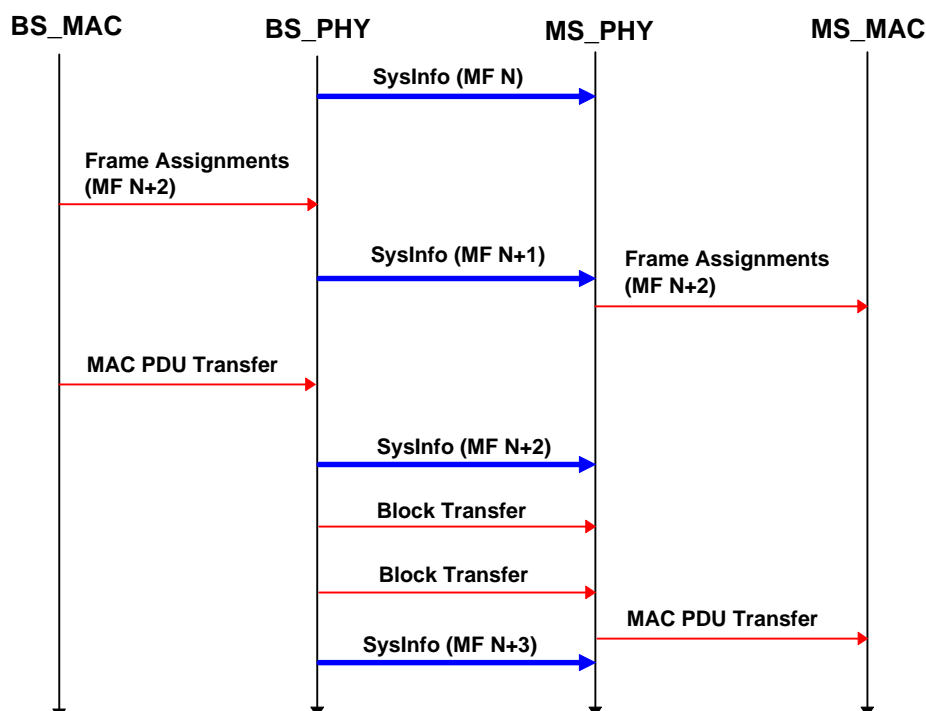 BS_MAC BS_PHY MS_PHY MS_MAC
SysInfo (MF N)
Frame Assignments
(MF N+2)
SysInfo (MF N+1)
Frame Assignments
(MF N+2)
MAC PDU Transfer
SysInfo (MF N+2)
Block Transfer
Block Transfer
MAC PDU Transfer
SysInfo (MF N+3)